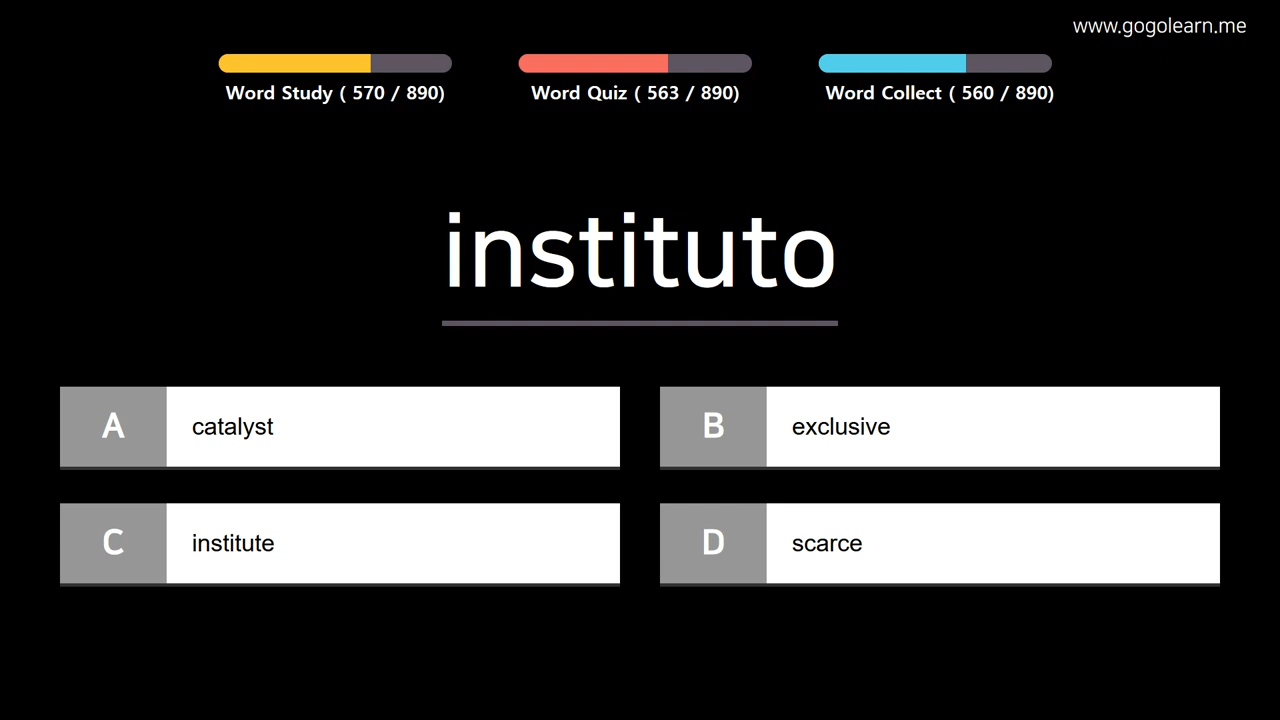 www.gogolearn.me
Word Study ( 570 / 890)
Word Quiz ( 563 / 890)
Word Collect ( 560 / 890)
instituto
A catalyst
B exclusive
C institute
D scarce